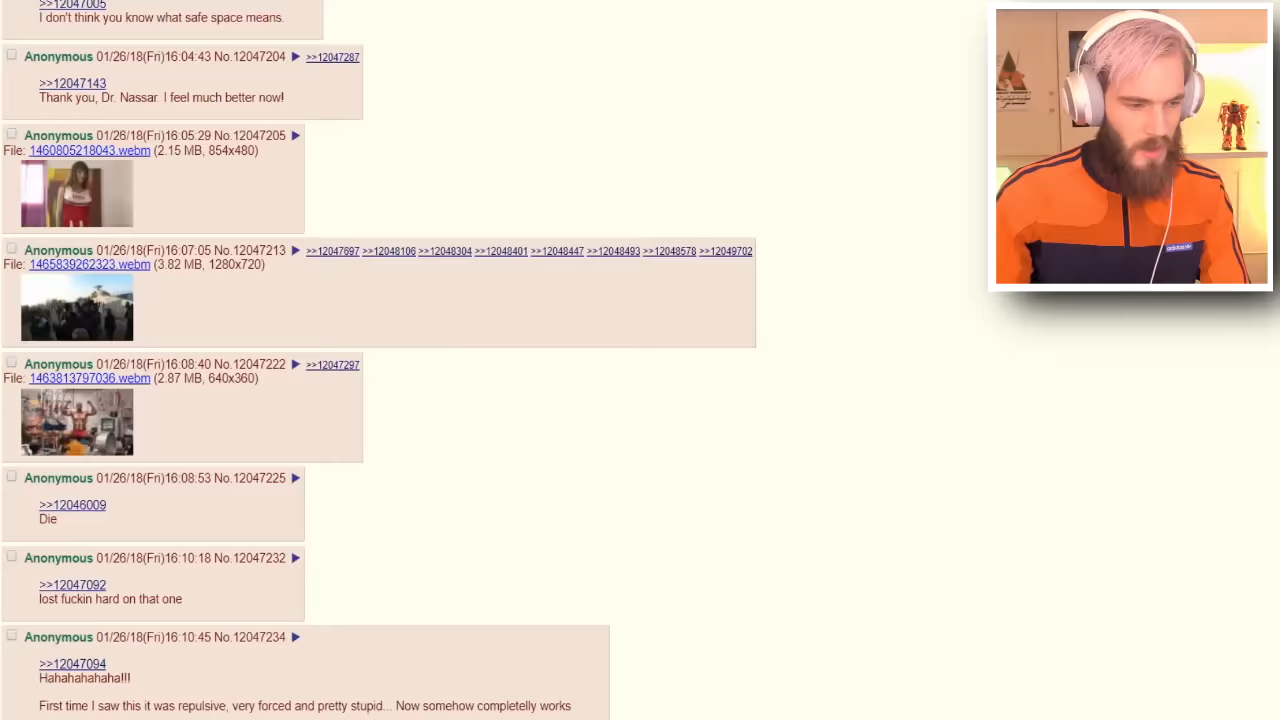 >>12047005
I don't think you know what safe space means.
Anonymous 01/26/18(Fri)16:04:43 No.12047204 ▶ >>12047287
>>12047143
Thank you, Dr. Nassar. I feel much better now!
Anonymous 01/26/18(Fri)16:05:29 No.12047205 ▶
File: 1460805218043.webm (2.15 MB, 854x480)
Anonymous 01/26/18(Fri)16:07:05 No.12047213 ▶ >>12047697 >>12048106 >>12048304 >>12048401 >>12048447 >>12048493 >>12048578 >>12049702
File: 1465839262323.webm (3.82 MB, 1280x720)
Anonymous 01/26/18(Fri)16:08:40 No.12047222 ▶ >>12047297
File: 1463813797036.webm (2.87 MB, 640x360)
Anonymous 01/26/18(Fri)16:08:53 No.12047225 ▶
>>12046009
Die
Anonymous 01/26/18(Fri)16:10:18 No.12047232 ▶
>>12047092
lost fuckin hard on that one
Anonymous 01/26/18(Fri)16:10:45 No.12047234 ▶
>>12047094
Hahahahahaha!!!
First time I saw this it was repulsive, very forced and pretty stupid... Now somehow completelly works
adidas